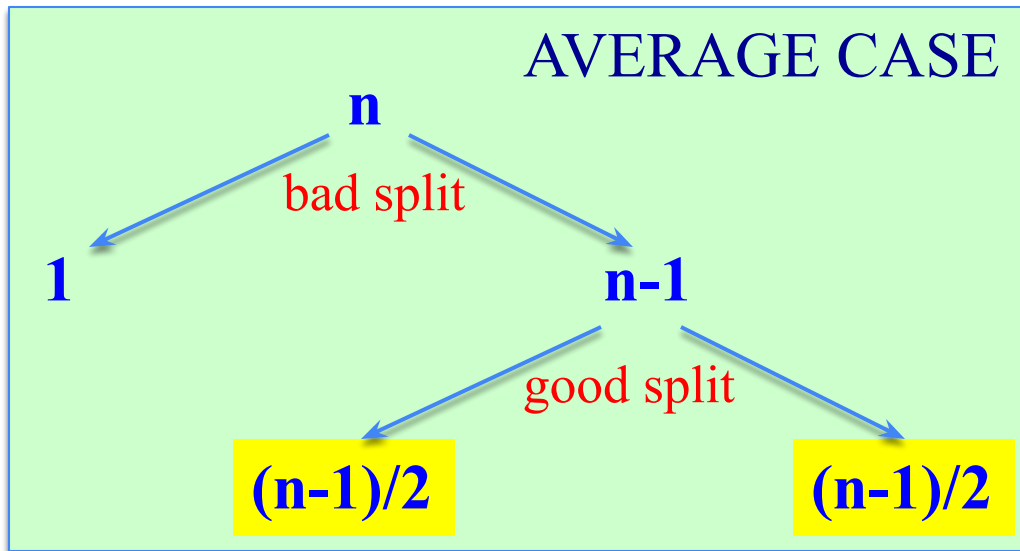 AVERAGE CASE
n
bad split
1
n-1
good split
(n-1)/2
(n-1)/2